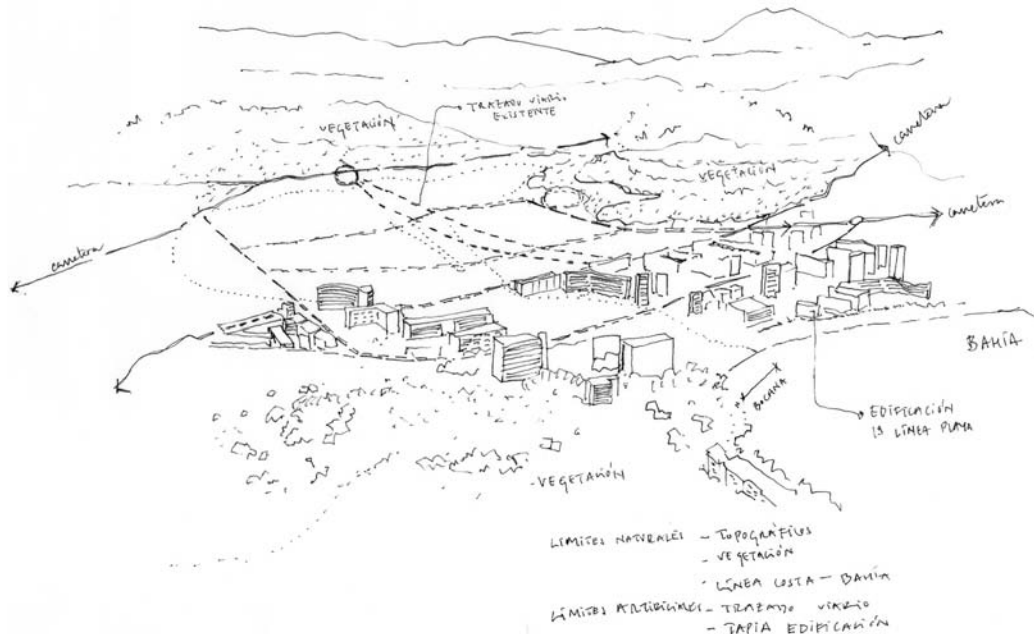 TRAZADO VIARIO
EXISTENTE
VEGETACIÓN
carretera
VEGETACIÓN
carretera
carretera
BAHÍA
BOCANA
EDIFICACIÓN
1ª LÍNEA PLAYA
-VEGETACIÓN
LÍMITES NATURALES - TOPOGRÁFICOS
- VEGETACIÓN
- LÍNEA COSTA - BAHÍA
LÍMITES ARTIFICIALES - TRAZADO VIARIO
- TAPIA EDIFICACIÓN